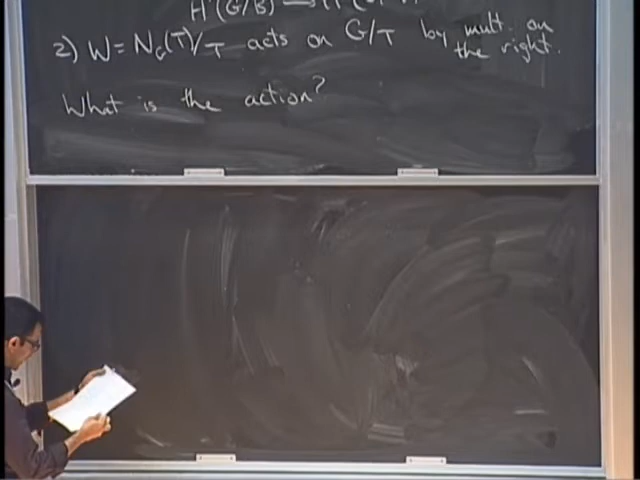 H*(G/B)
2) W = N_G(T)/T acts on G/T by mult. on the right.
What is the action?